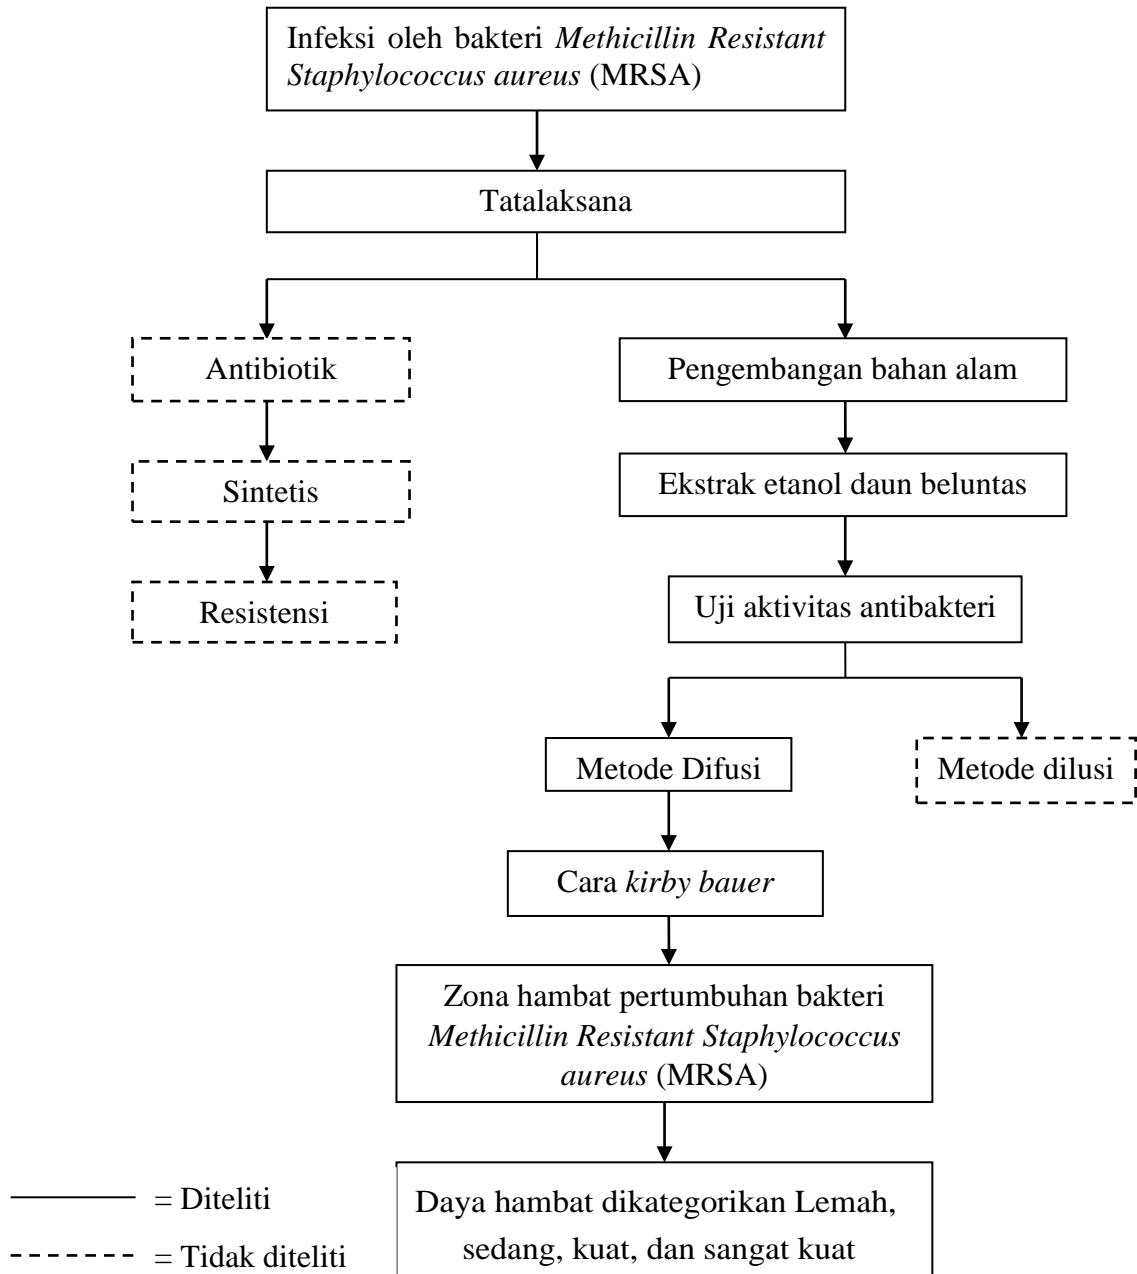 Infeksi oleh bakteri Methicillin Resistant
Staphylococcus aureus (MRSA)
Tatalaksana
Antibiotik
Pengembangan bahan alam
Sintetis
Ekstrak etanol daun beluntas
Resistensi
Uji aktivitas antibakteri
Metode Difusi
Metode dilusi
Cara kirby bauer
Zona hambat pertumbuhan bakteri
Methicillin Resistant Staphylococcus
aureus (MRSA)
Daya hambat dikategorikan Lemah,
sedang, kuat, dan sangat kuat
= Diteliti
= Tidak diteliti